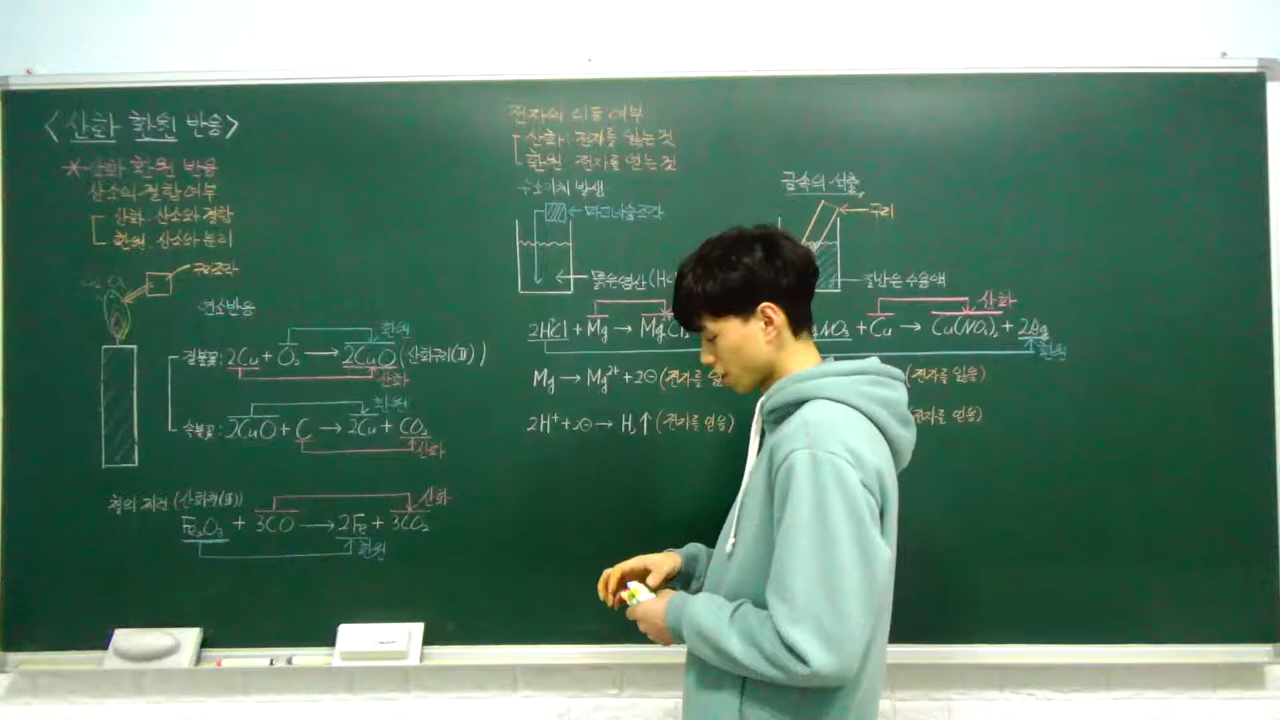 <산화 환원 반응>
*산화 환원 반응
산소의 결합여부
산화: 산소와 결합
환원: 산소와 분리
구리조각
연소반응
환원
겉불꽃: 2Cu + O₂ → 2CuO (산화구리(Ⅱ))
산화
환원
속불꽃: 2CuO + C → 2Cu + CO₂
산화
철의 제련 (산화철(Ⅲ))
산화
Fe₂O₃ + 3CO → 2Fe + 3CO₂
환원
전자의 이동 여부
산화: 전자를 잃는 것
환원: 전자를 얻는 것
수소기체 발생
마그네슘조각
묽은염산 (HC
2HCl + Mg → MgCl₂
Mg → Mg²⁺ + 2⊖ (전자를 잃
2H⁺ + 2⊖ → H₂↑ (전자를 얻음)
금속의 석출
구리
질산은 수용액
산화
NO₃ + Cu → Cu(NO₃)₂ + 2Ag
환원
(전자를 잃음)
(전자를 얻음)